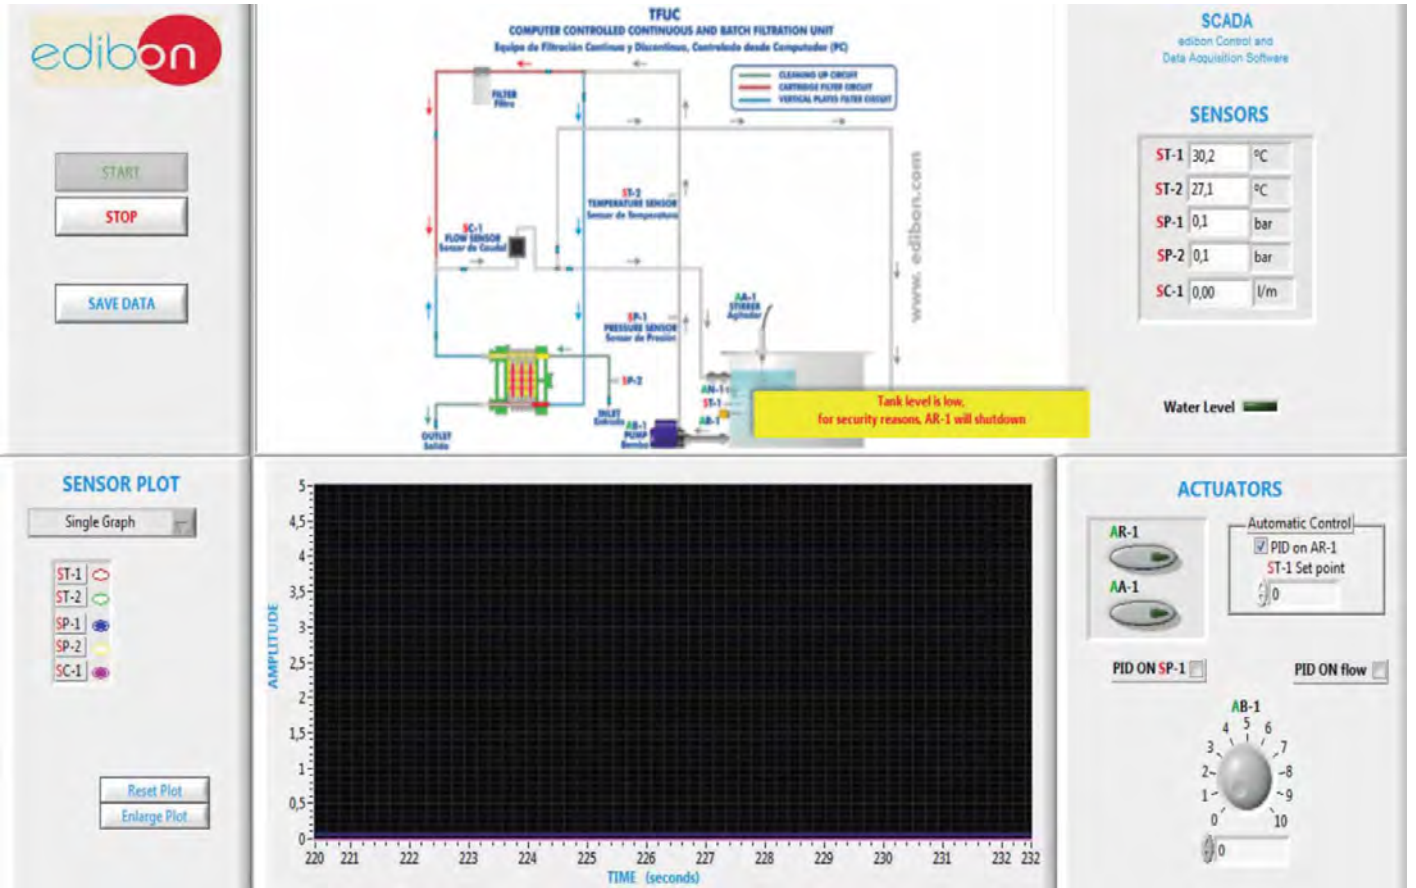 edibon
START
STOP
SAVE DATA
TFUC
COMPUTER CONTROLLED CONTINUOUS AND BATCH FILTRATION UNIT
Equipo de Filtración Continua y Discontinua, Controlado desde Computador (PC)
CLEANING UP CIRCUIT
CARTRIDGE FILTER CIRCUIT
VERTICAL PLATES FILTER CIRCUIT
FILTER
Filtro
ST-2
TEMPERATURE SENSOR
Sensor de Temperatura
SC-1
FLOW SENSOR
Sensor de Caudal
AA-1
STIRRER
Agitador
SP-1
PRESSURE SENSOR
Sensor de Presión
SP-2
INLET
Entrada
OUTLET
Salida
AB-1
PUMP
Bomba
AN-1
ST-1
AR-1
www. edibon.com
Tank level is low,
for security reasons, AR-1 will shutdown
SCADA
edibon Control and
Data Acquisition Software
SENSORS
ST-1 30,2 ºC
ST-2 27,1 ºC
SP-1 0,1 bar
SP-2 0,1 bar
SC-1 0,00 l/m
Water Level
SENSOR PLOT
Single Graph
ST-1
ST-2
SP-1
SP-2
SC-1
Reset Plot
Enlarge Plot
AMPLITUDE
5
4,5
4
3,5
3
2,5
2
1,5
1
0,5
0
220 221 222 223 224 225 226 227 228 229 230 231 232 232
TIME (seconds)
ACTUATORS
AR-1
AA-1
Automatic Control
PID on AR-1
ST-1 Set point
0
PID ON SP-1
PID ON flow
AB-1
0 1 2 3 4 5 6 7 8 9 10
0